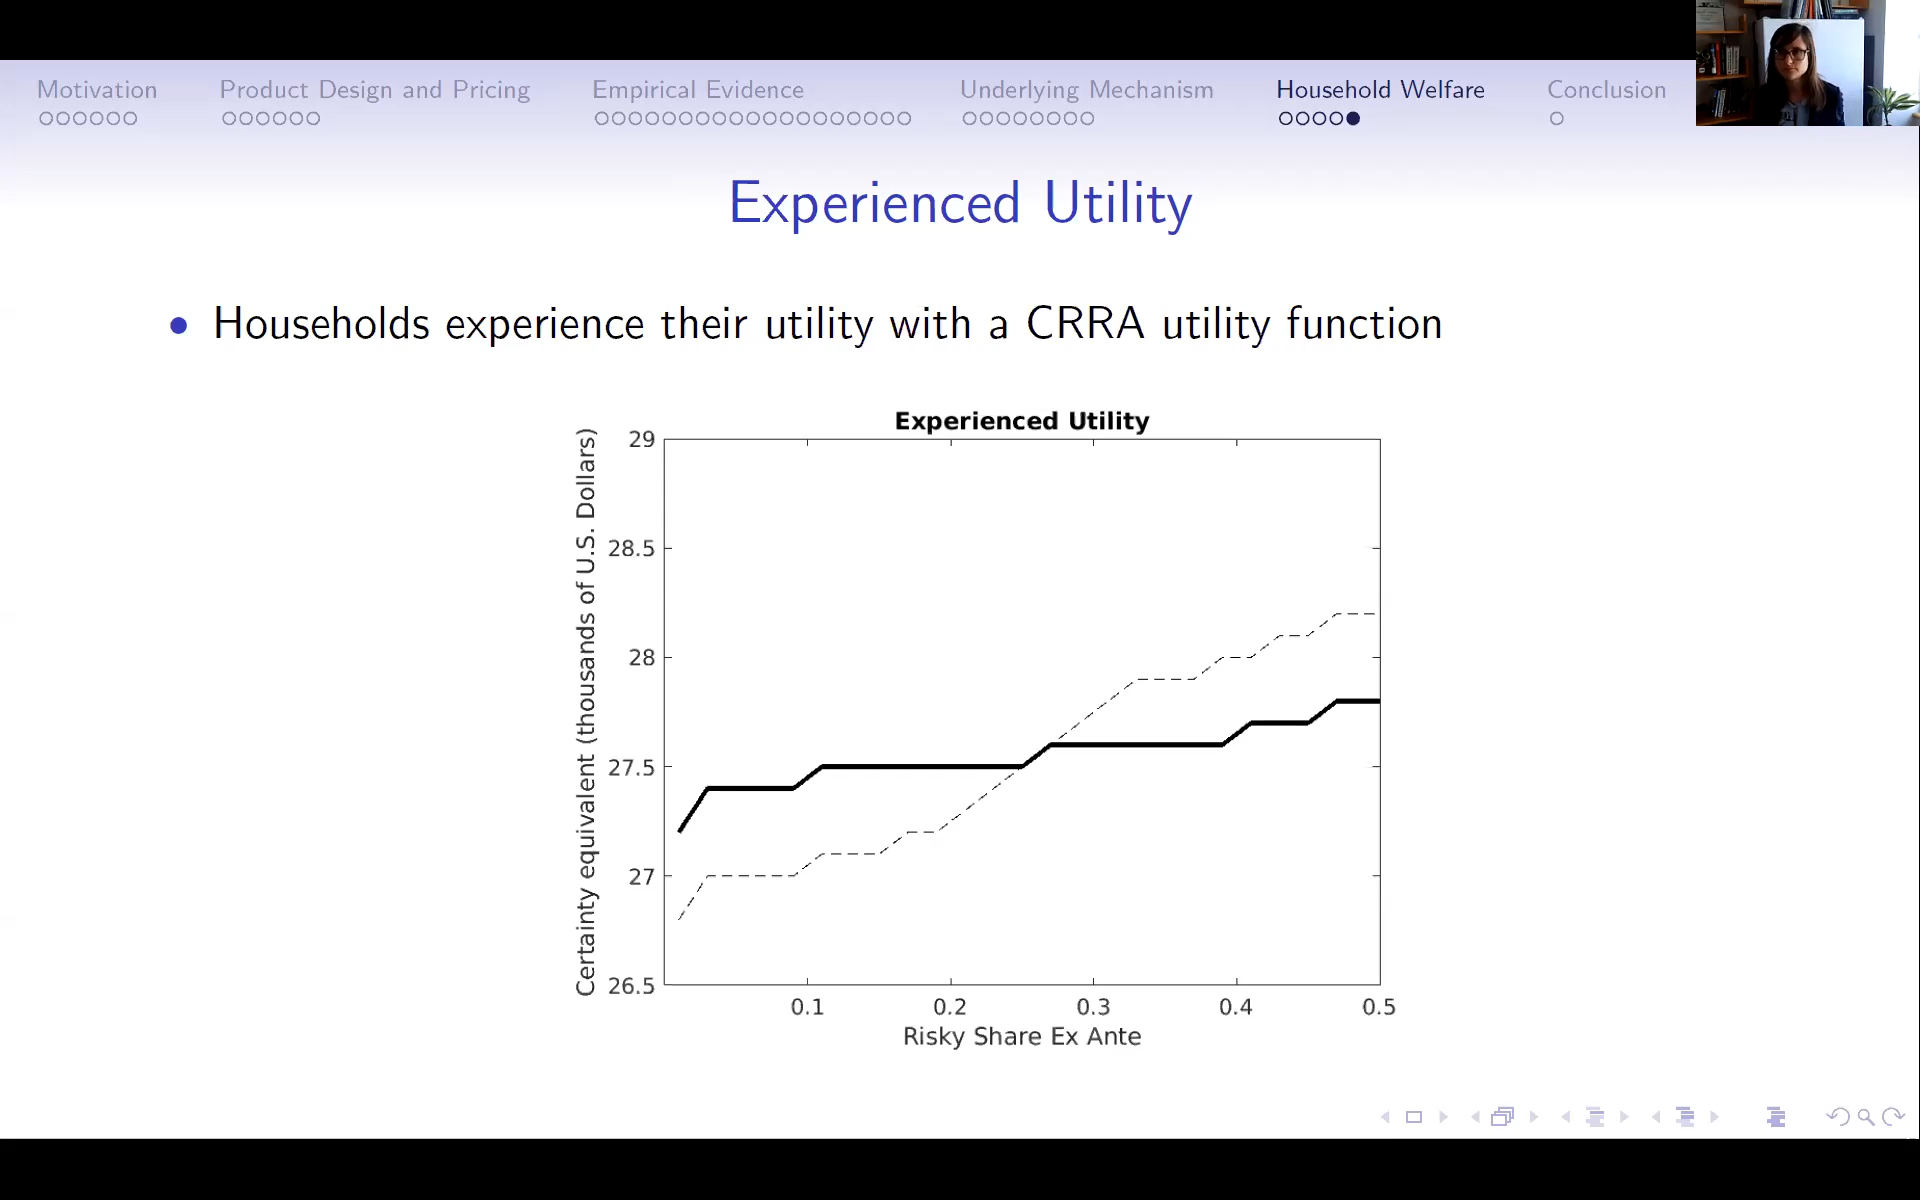 Motivation
Product Design and Pricing
Empirical Evidence
Underlying Mechanism
Household Welfare
Conclusion
Experienced Utility
• Households experience their utility with a CRRA utility function
Experienced Utility
Certainty equivalent (thousands of U.S. Dollars)
29
28.5
28
27.5
27
26.5
0.1
0.2
0.3
0.4
0.5
Risky Share Ex Ante